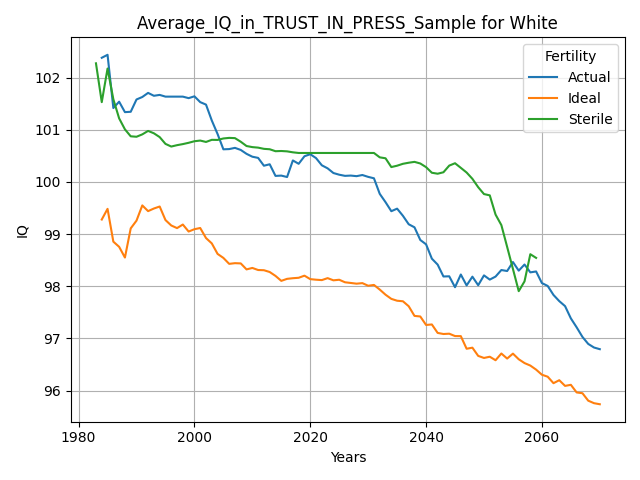 Average_IQ_in_TRUST_IN_PRESS_Sample for White
Fertility
Actual
Ideal
Sterile
IQ
102
101
100
99
98
97
96
1980
2000
2020
2040
2060
Years